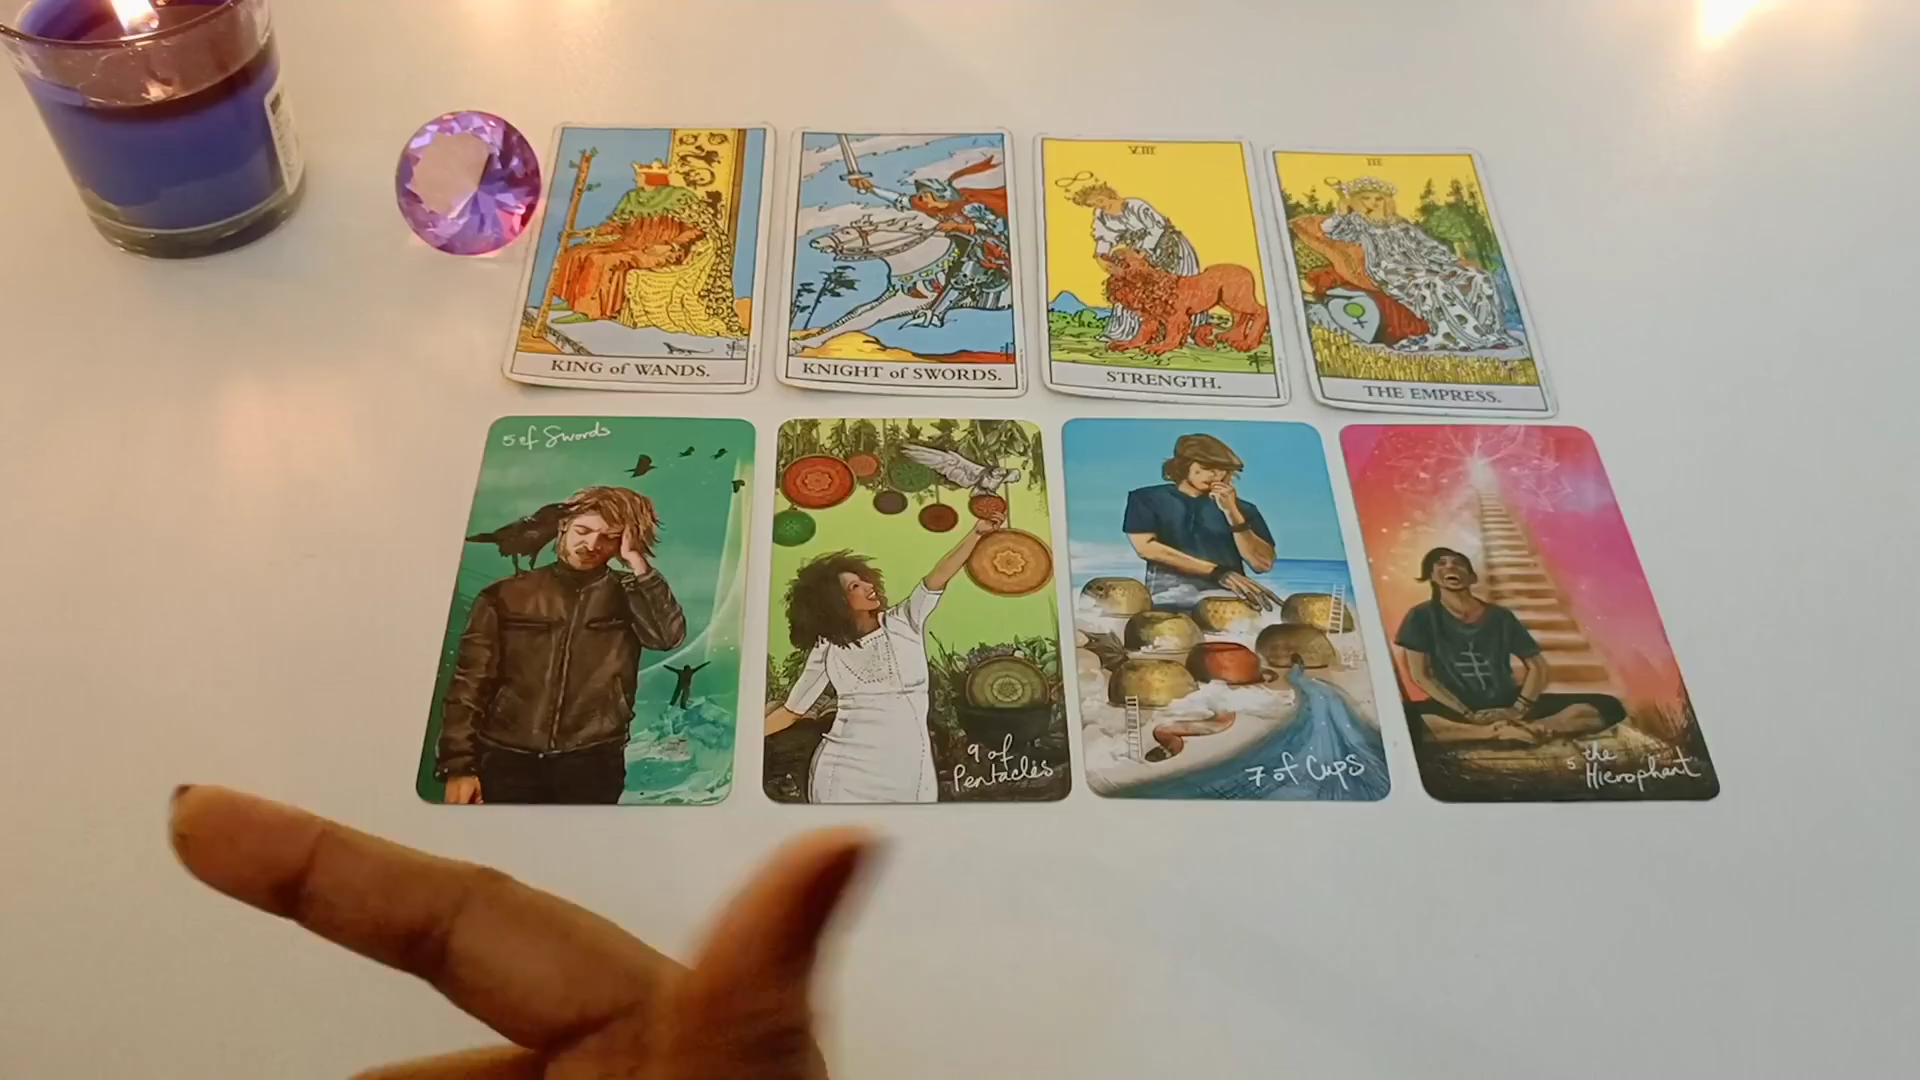 KING of WANDS.
KNIGHT of SWORDS.
VIII
STRENGTH.
III
THE EMPRESS.
5 of Swords
9 of
Pentacles
7 of Cups
5 the
Hierophant